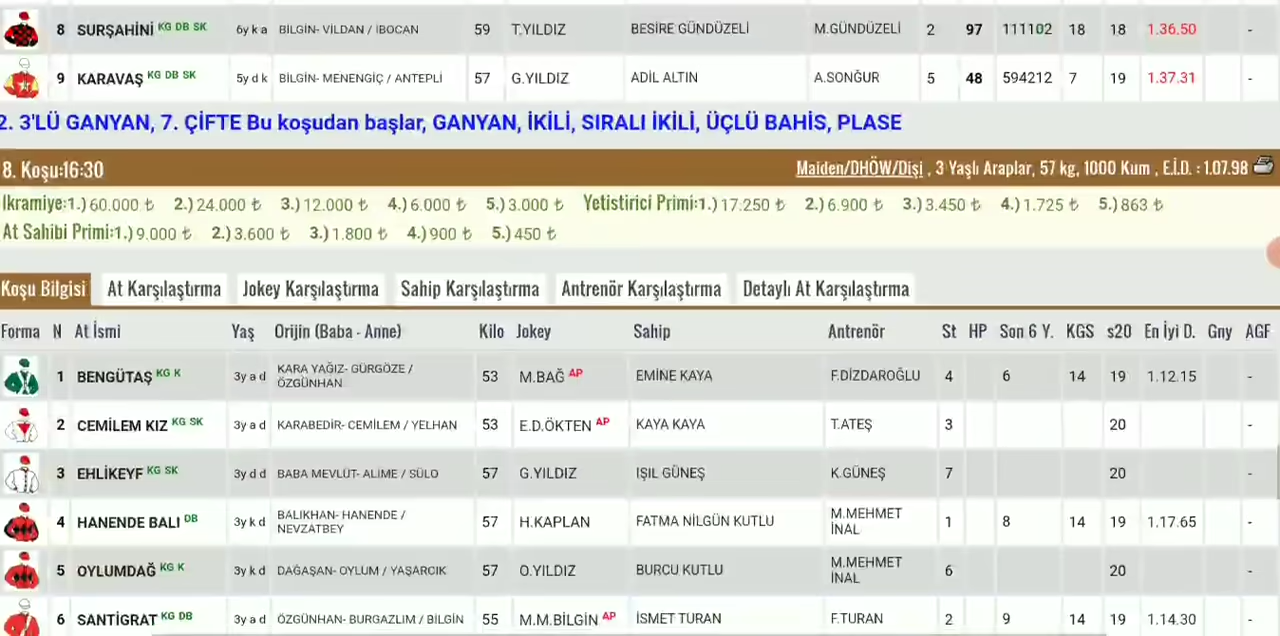 8 SURŞAHİNİ KG DB SK 6y k a BİLGİN- VİLDAN / İBOCAN 59 T.YILDIZ BESİRE GÜNDÜZELİ M.GÜNDÜZELİ 2 97 111102 18 18 1.36.50 -
9 KARAVAŞ KG DB SK 5y d k BİLGİN- MENENGİÇ / ANTEPLİ 57 G.YILDIZ ADİL ALTIN A.SONĞUR 5 48 594212 7 19 1.37.31 -
2. 3'LÜ GANYAN, 7. ÇİFTE Bu koşudan başlar, GANYAN, İKİLİ, SIRALI İKİLİ, ÜÇLÜ BAHİS, PLASE
8. Koşu:16:30 Maiden/DHÖW/Dişi , 3 Yaşlı Araplar, 57 kg, 1000 Kum , E.İ.D. : 1.07.98
Ikramiye:1.) 60.000 ₺ 2.) 24.000 ₺ 3.) 12.000 ₺ 4.) 6.000 ₺ 5.) 3.000 ₺ Yetistirici Primi:1.) 17.250 ₺ 2.) 6.900 ₺ 3.) 3.450 ₺ 4.) 1.725 ₺ 5.) 863 ₺
At Sahibi Primi:1.) 9.000 ₺ 2.) 3.600 ₺ 3.) 1.800 ₺ 4.) 900 ₺ 5.) 450 ₺
Koşu Bilgisi At Karşılaştırma Jokey Karşılaştırma Sahip Karşılaştırma Antrenör Karşılaştırma Detaylı At Karşılaştırma
Forma N At İsmi Yaş Orijin (Baba - Anne) Kilo Jokey Sahip Antrenör St HP Son 6 Y. KGS s20 En İyi D. Gny AGF
1 BENGÜTAŞ KG K 3y a d KARA YAĞIZ- GÜRGÖZE / ÖZGÜNHAN 53 M.BAĞ AP EMİNE KAYA F.DİZDAROĞLU 4 6 14 19 1.12.15 -
2 CEMİLEM KIZ KG SK 3y a d KARABEDİR- CEMİLEM / YELHAN 53 E.D.ÖKTEN AP KAYA KAYA T.ATEŞ 3 20 -
3 EHLİKEYF KG SK 3y d d BABA MEVLÜT- ALİME / SÜLO 57 G.YILDIZ IŞIL GÜNEŞ K.GÜNEŞ 7 20 -
4 HANENDE BALI DB 3y k d BALIKHAN- HANENDE / NEVZATBEY 57 H.KAPLAN FATMA NİLGÜN KUTLU M.MEHMET İNAL 1 8 14 19 1.17.65 -
5 OYLUMDAĞ KG K 3y k d DAĞAŞAN- OYLUM / YAŞARCIK 57 O.YILDIZ BURCU KUTLU M.MEHMET İNAL 6 20 -
6 SANTİGRAT KG DB 3y a d ÖZGÜNHAN- BURGAZLIM / BİLGİN 55 M.M.BİLGİN AP İSMET TURAN F.TURAN 2 9 14 19 1.14.30 -